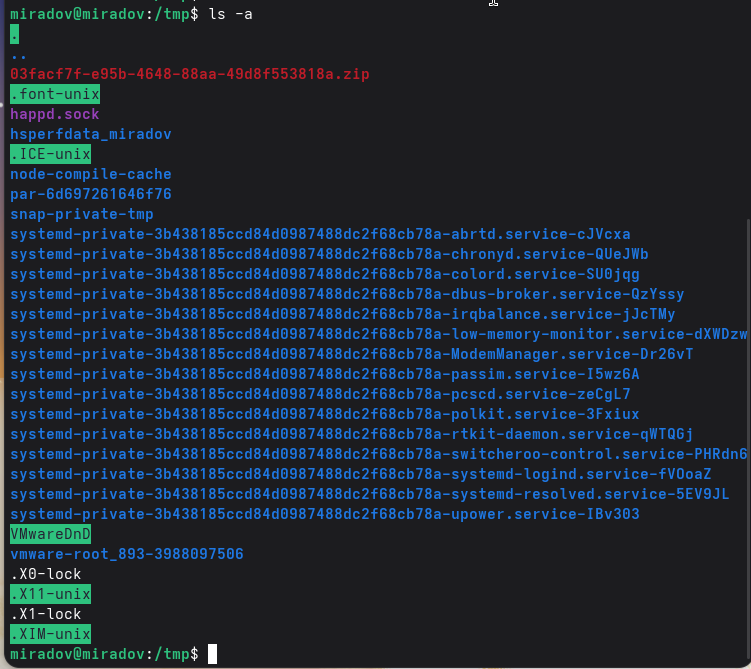 miradov@miradov:/tmp$ ls -a
.
..
03facf7f-e95b-4648-88aa-49d8f553818a.zip
.font-unix
happd.sock
hsperfdata_miradov
.ICE-unix
node-compile-cache
par-6d697261646f76
snap-private-tmp
systemd-private-3b438185ccd84d0987488dc2f68cb78a-abrtd.service-cJVcxa
systemd-private-3b438185ccd84d0987488dc2f68cb78a-chronyd.service-QUeJWb
systemd-private-3b438185ccd84d0987488dc2f68cb78a-colord.service-SU0jqg
systemd-private-3b438185ccd84d0987488dc2f68cb78a-dbus-broker.service-QzYssy
systemd-private-3b438185ccd84d0987488dc2f68cb78a-irqbalance.service-jJcTMy
systemd-private-3b438185ccd84d0987488dc2f68cb78a-low-memory-monitor.service-dXWDzw
systemd-private-3b438185ccd84d0987488dc2f68cb78a-ModemManager.service-Dr26vT
systemd-private-3b438185ccd84d0987488dc2f68cb78a-passim.service-I5wz6A
systemd-private-3b438185ccd84d0987488dc2f68cb78a-pcscd.service-zeCgL7
systemd-private-3b438185ccd84d0987488dc2f68cb78a-polkit.service-3Fxiux
systemd-private-3b438185ccd84d0987488dc2f68cb78a-rtkit-daemon.service-qWTQGj
systemd-private-3b438185ccd84d0987488dc2f68cb78a-switcheroo-control.service-PHRdn6
systemd-private-3b438185ccd84d0987488dc2f68cb78a-systemd-logind.service-fVOoaZ
systemd-private-3b438185ccd84d0987488dc2f68cb78a-systemd-resolved.service-5EV9JL
systemd-private-3b438185ccd84d0987488dc2f68cb78a-upower.service-IBv303
VMwareDnD
vmware-root_893-3988097506
.X0-lock
.X11-unix
.X1-lock
.XIM-unix
miradov@miradov:/tmp$